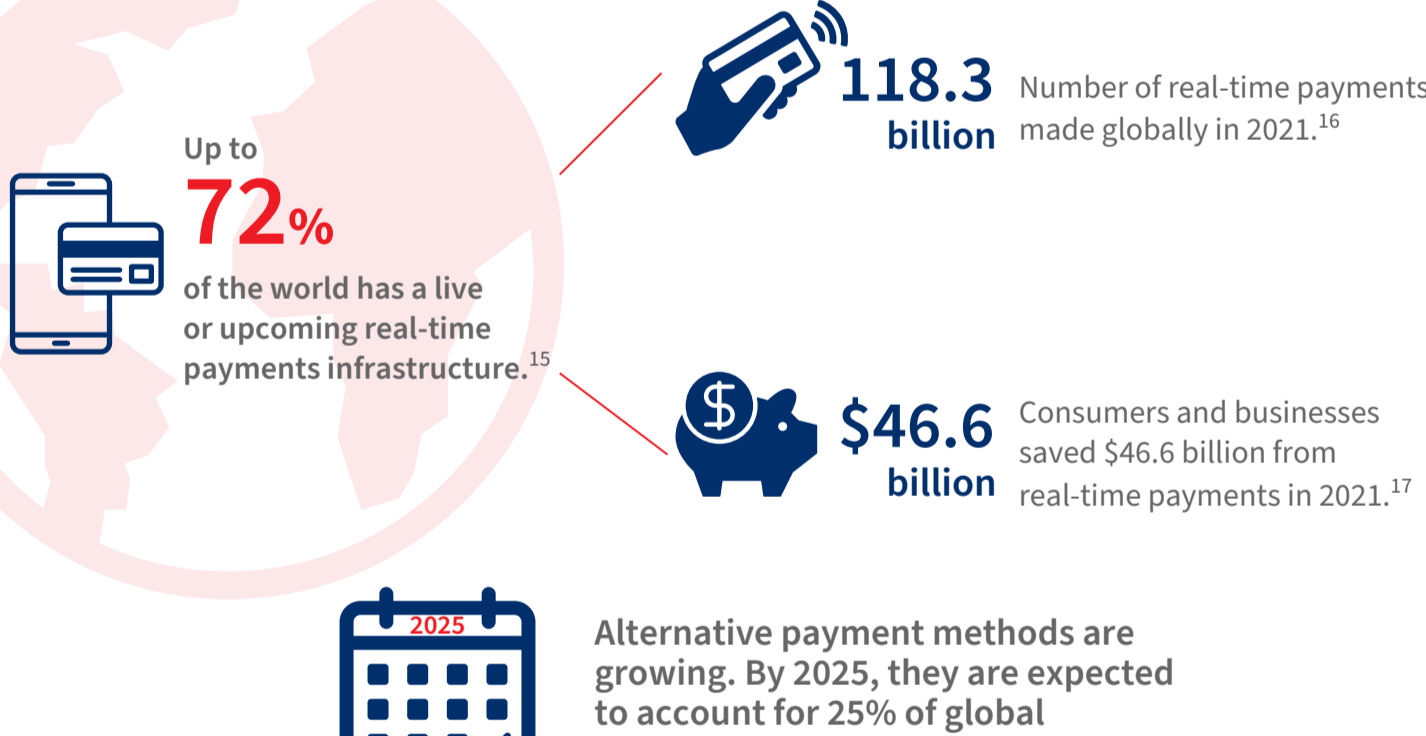 Up to
72%
of the world has a live
or upcoming real-time
payments infrastructure.15
118.3
billion
Number of real-time payments
made globally in 2021.16
$
$46.6
billion
Consumers and businesses
saved $46.6 billion from
real-time payments in 2021.17
2025
Alternative payment methods are
growing. By 2025, they are expected
to account for 25% of global